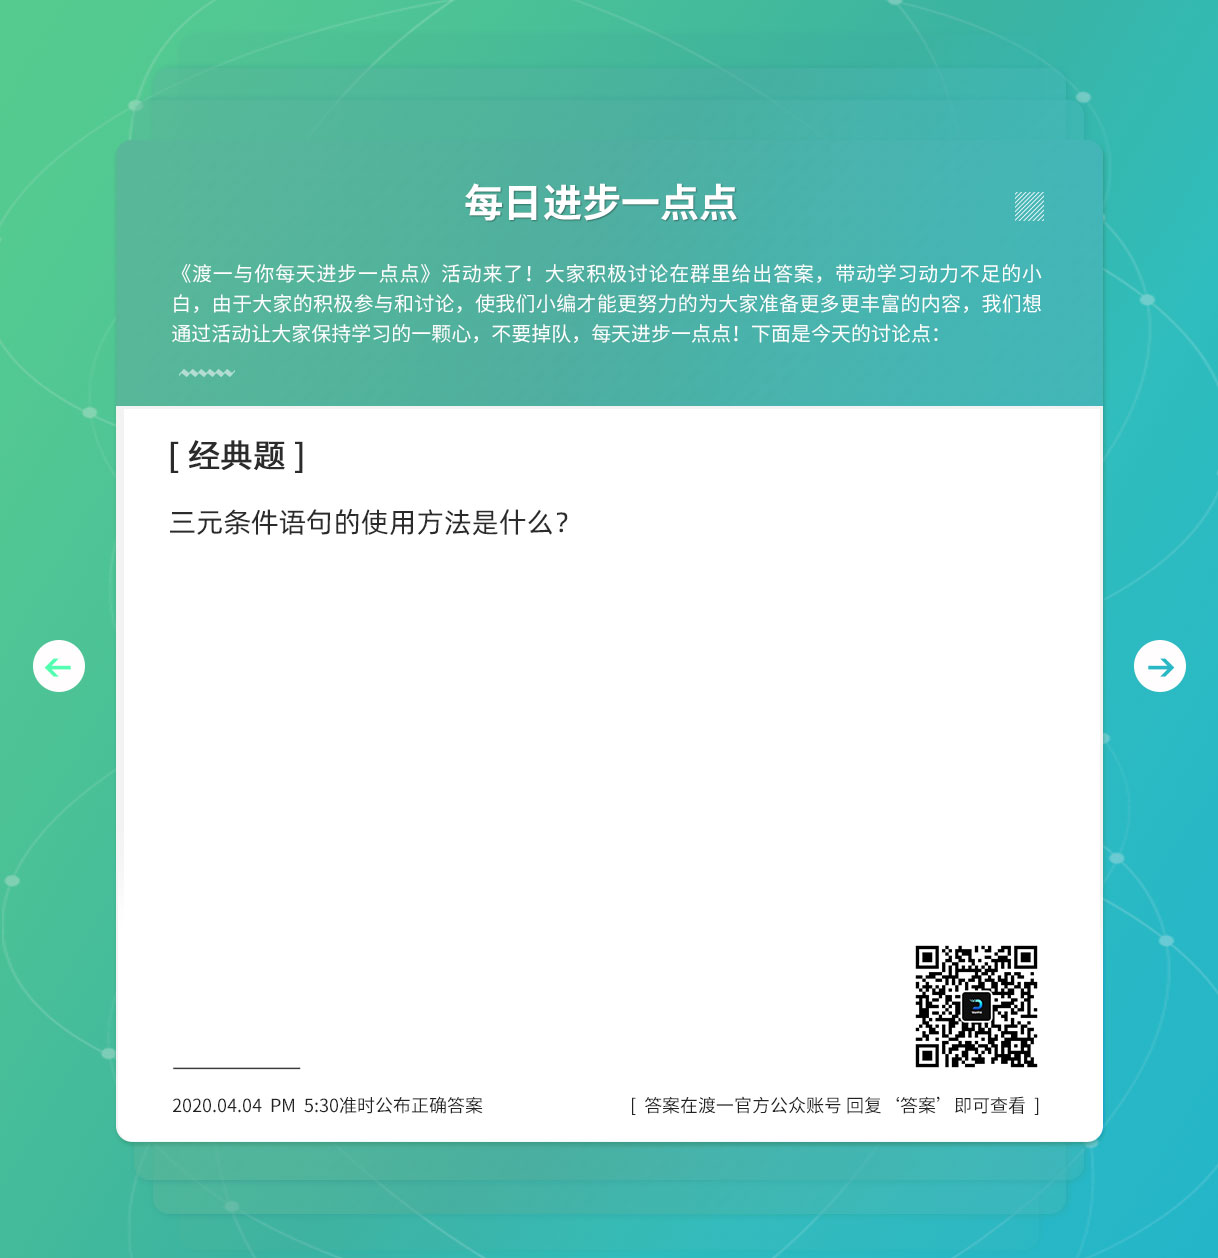 每日进步一点点
《渡一与你每天进步一点点》活动来了！大家积极讨论在群里给出答案，带动学习动力不足的小
白，由于大家的积极参与和讨论，使我们小编才能更努力的为大家准备更多更丰富的内容，我们想
通过活动让大家保持学习的一颗心，不要掉队，每天进步一点点！下面是今天的讨论点：
[ 经典题 ]
三元条件语句的使用方法是什么?
2020.04.04 PM 5:30准时公布正确答案
[ 答案在渡一官方公众账号 回复 ‘答案’ 即可查看 ]